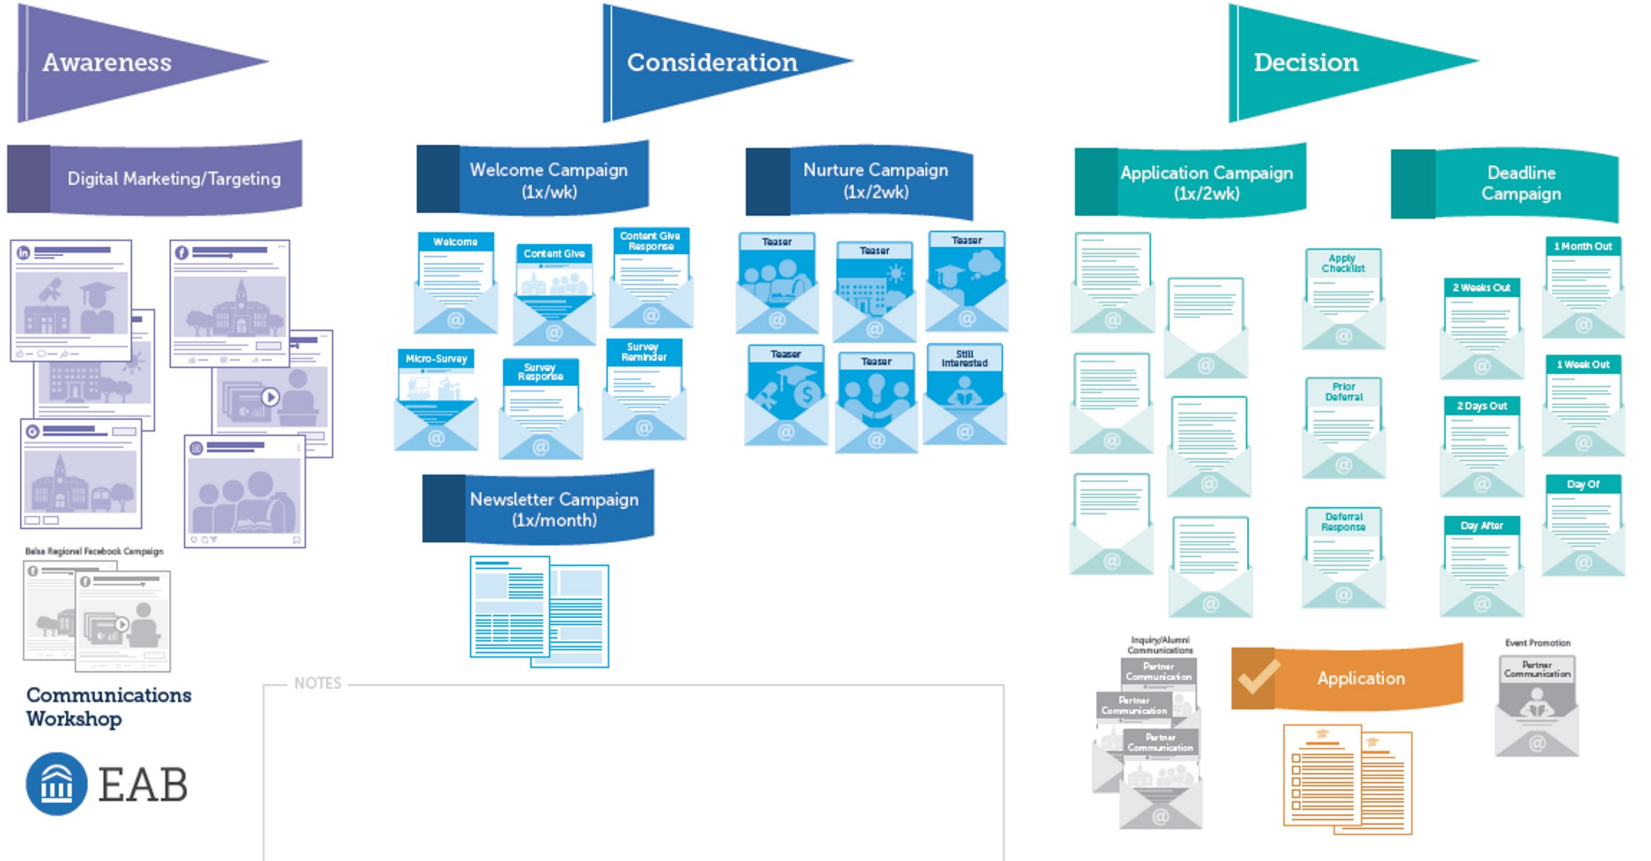 Awareness
Consideration
Decision
Digital Marketing/Targeting
Welcome Campaign
(1x/wk)
Nurture Campaign
(1x/2wk)
Application Campaign
(1x/2wk)
Deadline
Campaign
Welcome
Content Give
Content Give
Response
Micro-Survey
Survey
Response
Survey
Reminder
Teaser
Teaser
Teaser
Teaser
Teaser
Still
Interested
Apply
Checklist
Prior
Deferral
Deferral
Response
1 Month Out
2 Weeks Out
1 Week Out
2 Days Out
Day Of
Day After
Newsletter Campaign
(1x/month)
Balsa Regional Facebook Campaign
Communications
Workshop
EAB
NOTES
Inquiry/Alumni
Communications
Partner
Communication
Partner
Communication
Partner
Communication
Application
Event Promotion
Partner
Communication